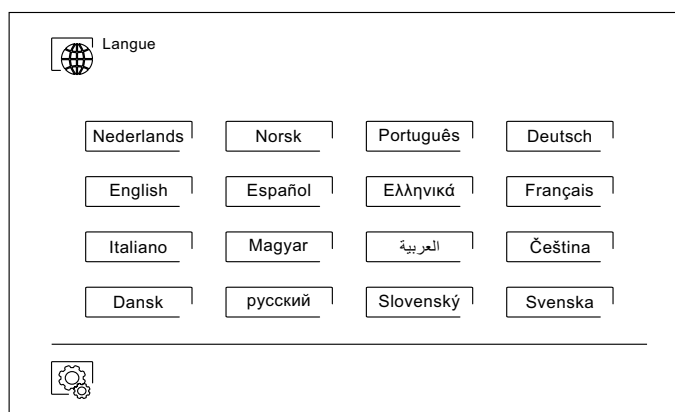 Langue
Nederlands Norsk Português Deutsch
English Español Ελληνικά Français
Italiano Magyar العربية Čeština
Dansk русский Slovenský Svenska